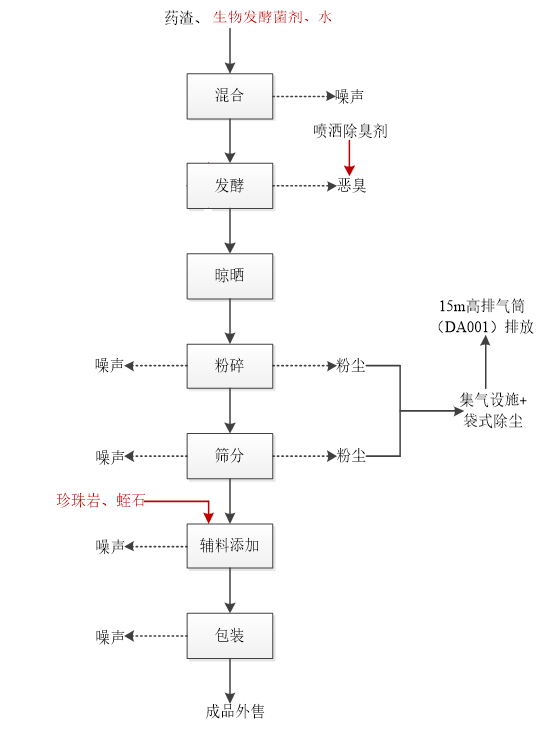 药渣、生物发酵菌剂、水
混合
噪声
喷洒除臭剂
发酵
恶臭
晾晒
15m高排气筒
（DA001）排放
噪声
粉碎
粉尘
集气设施+
袋式除尘
噪声
筛分
粉尘
珍珠岩、蛭石
噪声
辅料添加
噪声
包装
成品外售